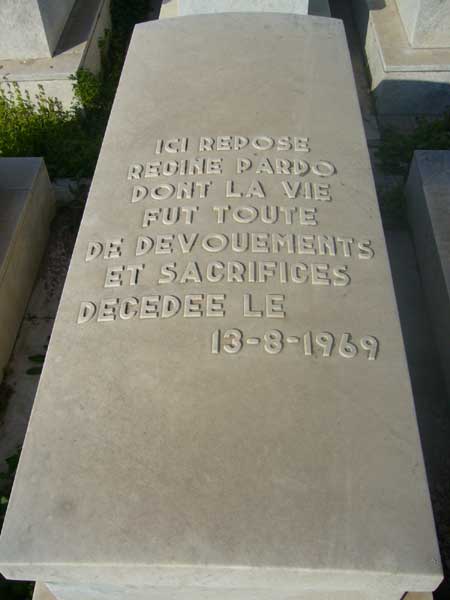 ICI REPOSE
REGINE PARDO
DONT LA VIE
FUT TOUTE
DE DEVOUEMENTS
ET SACRIFICES
DECEDEE LE
13-8-1969